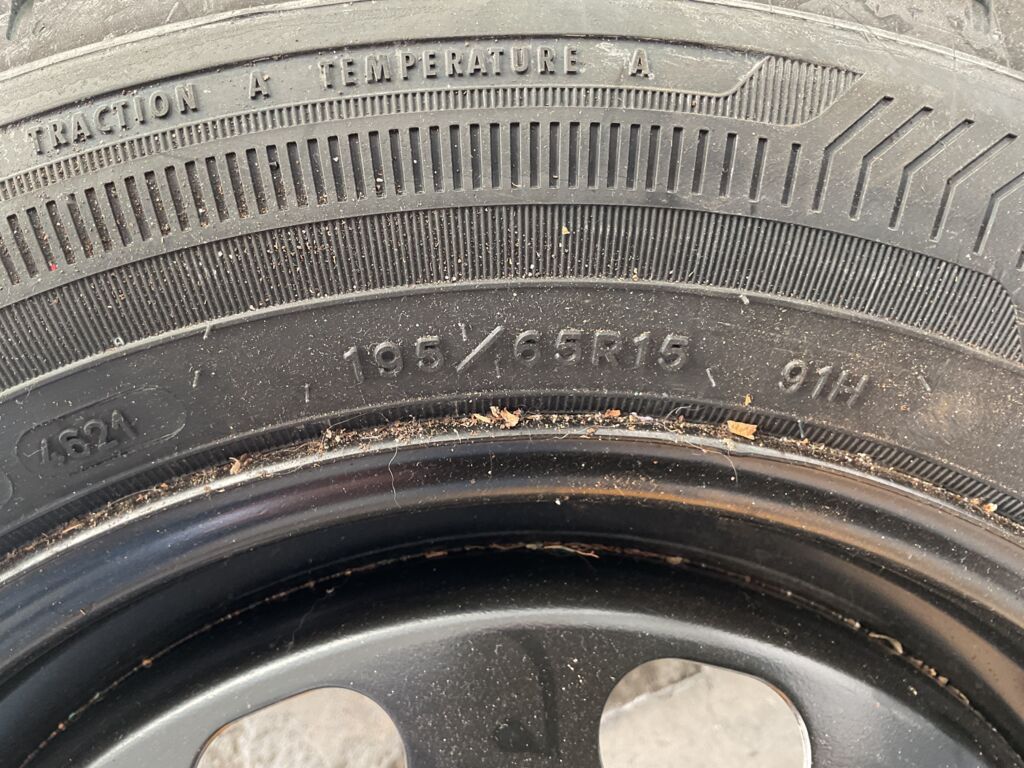 TRACTION A TEMPERATURE A
195/65R15 91H
4621